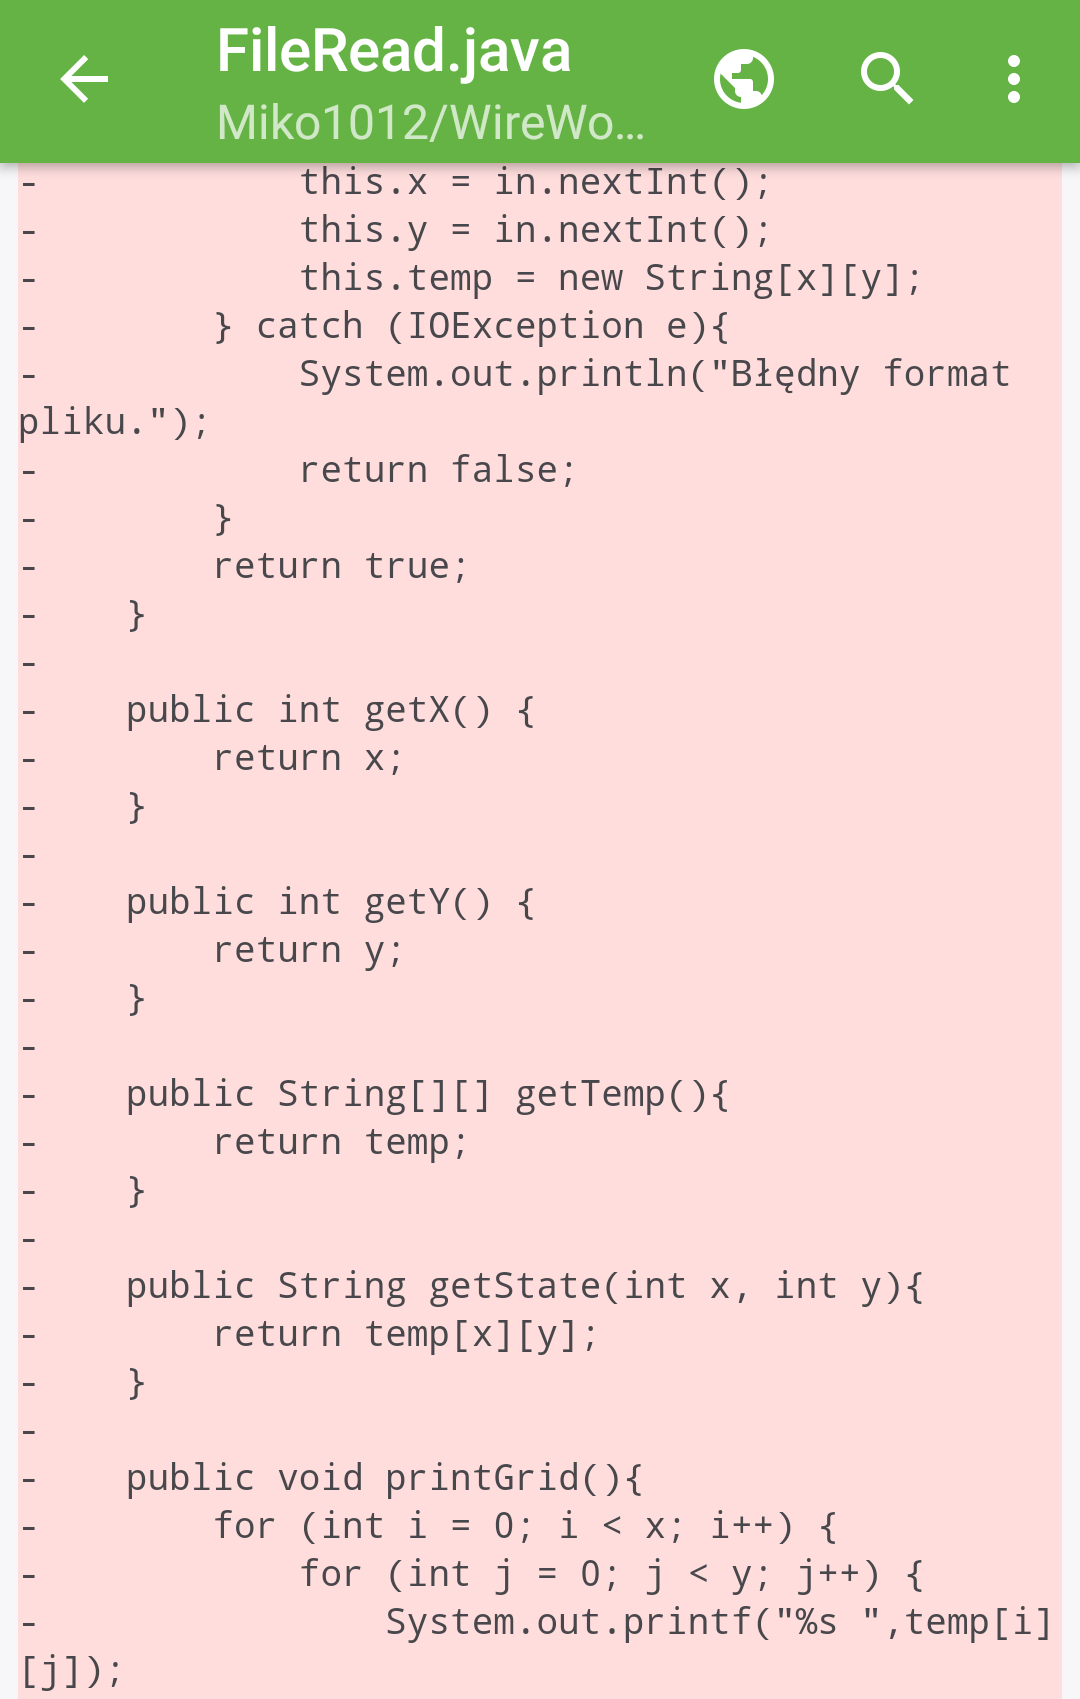 FileRead.java
Miko1012/WireWo...
-            this.x = in.nextInt();
-            this.y = in.nextInt();
-            this.temp = new String[x][y];
-        } catch (IOException e){
-            System.out.println("Błędny format
pliku.");
-            return false;
-        }
-        return true;
-    }
-
-    public int getX() {
-        return x;
-    }
-
-    public int getY() {
-        return y;
-    }
-
-    public String[][] getTemp(){
-        return temp;
-    }
-
-    public String getState(int x, int y){
-        return temp[x][y];
-    }
-
-    public void printGrid(){
-        for (int i = 0; i < x; i++) {
-            for (int j = 0; j < y; j++) {
-                System.out.printf("%s ",temp[i]
[j]);